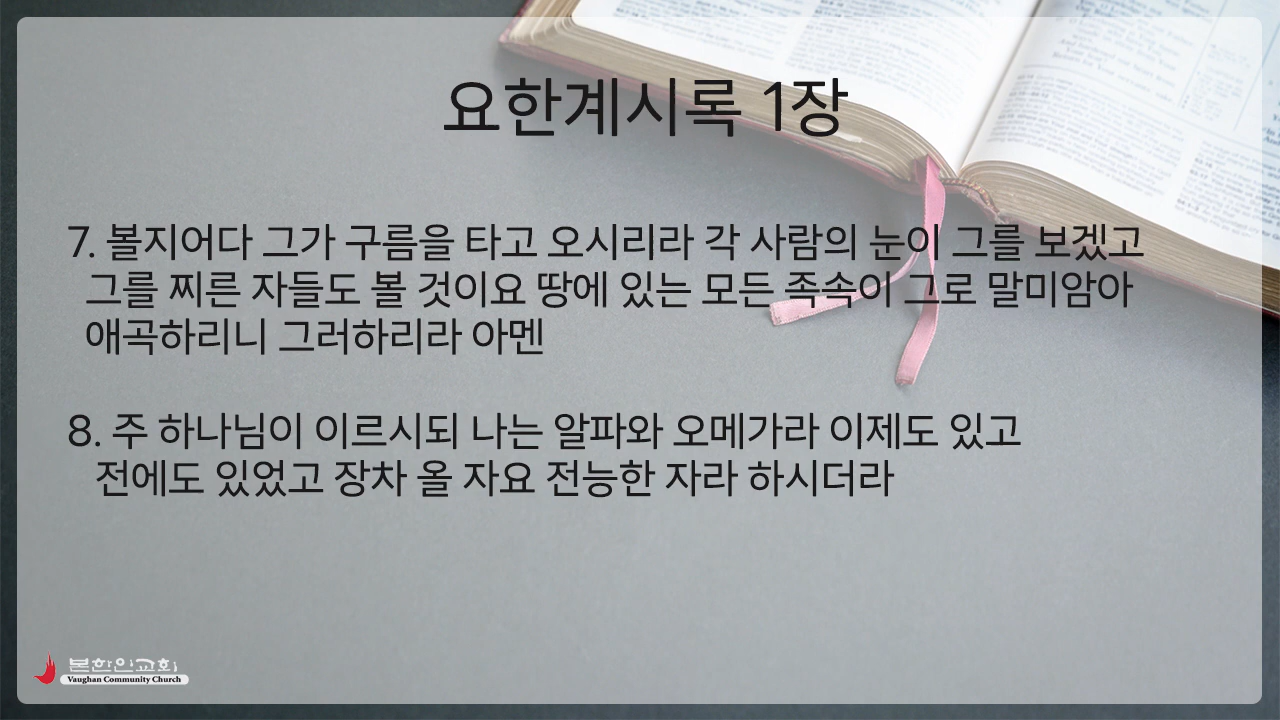 요한계시록 1장
7. 볼지어다 그가 구름을 타고 오시리라 각 사람의 눈이 그를 보겠고
그를 찌른 자들도 볼 것이요 땅에 있는 모든 족속이 그로 말미암아
애곡하리니 그러하리라 아멘
8. 주 하나님이 이르시되 나는 알파와 오메가라 이제도 있고
전에도 있었고 장차 올 자요 전능한 자라 하시더라
본한인교회
Vaughan Community Church